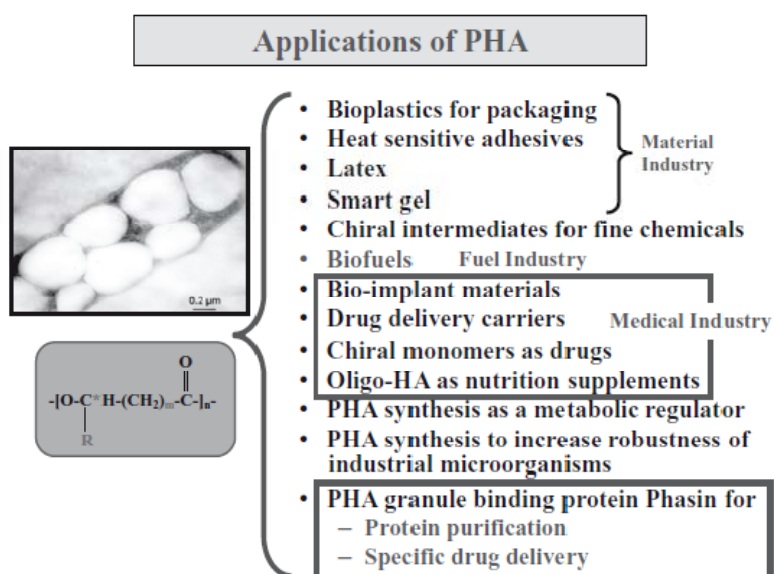 Applications of PHA
• Bioplastics for packaging
• Heat sensitive adhesives
• Latex
• Smart gel
Material
Industry
• Chiral intermediates for fine chemicals
• Biofuels Fuel Industry
• Bio-implant materials
• Drug delivery carriers
Medical Industry
• Chiral monomers as drugs
• Oligo-HA as nutrition supplements
• PHA synthesis as a metabolic regulator
• PHA synthesis to increase robustness of
industrial microorganisms
• PHA granule binding protein Phasin for
– Protein purification
– Specific drug delivery
0.2 μm
O
-[O-C*H-(CH₂)ₘ-C-]ₙ-
R